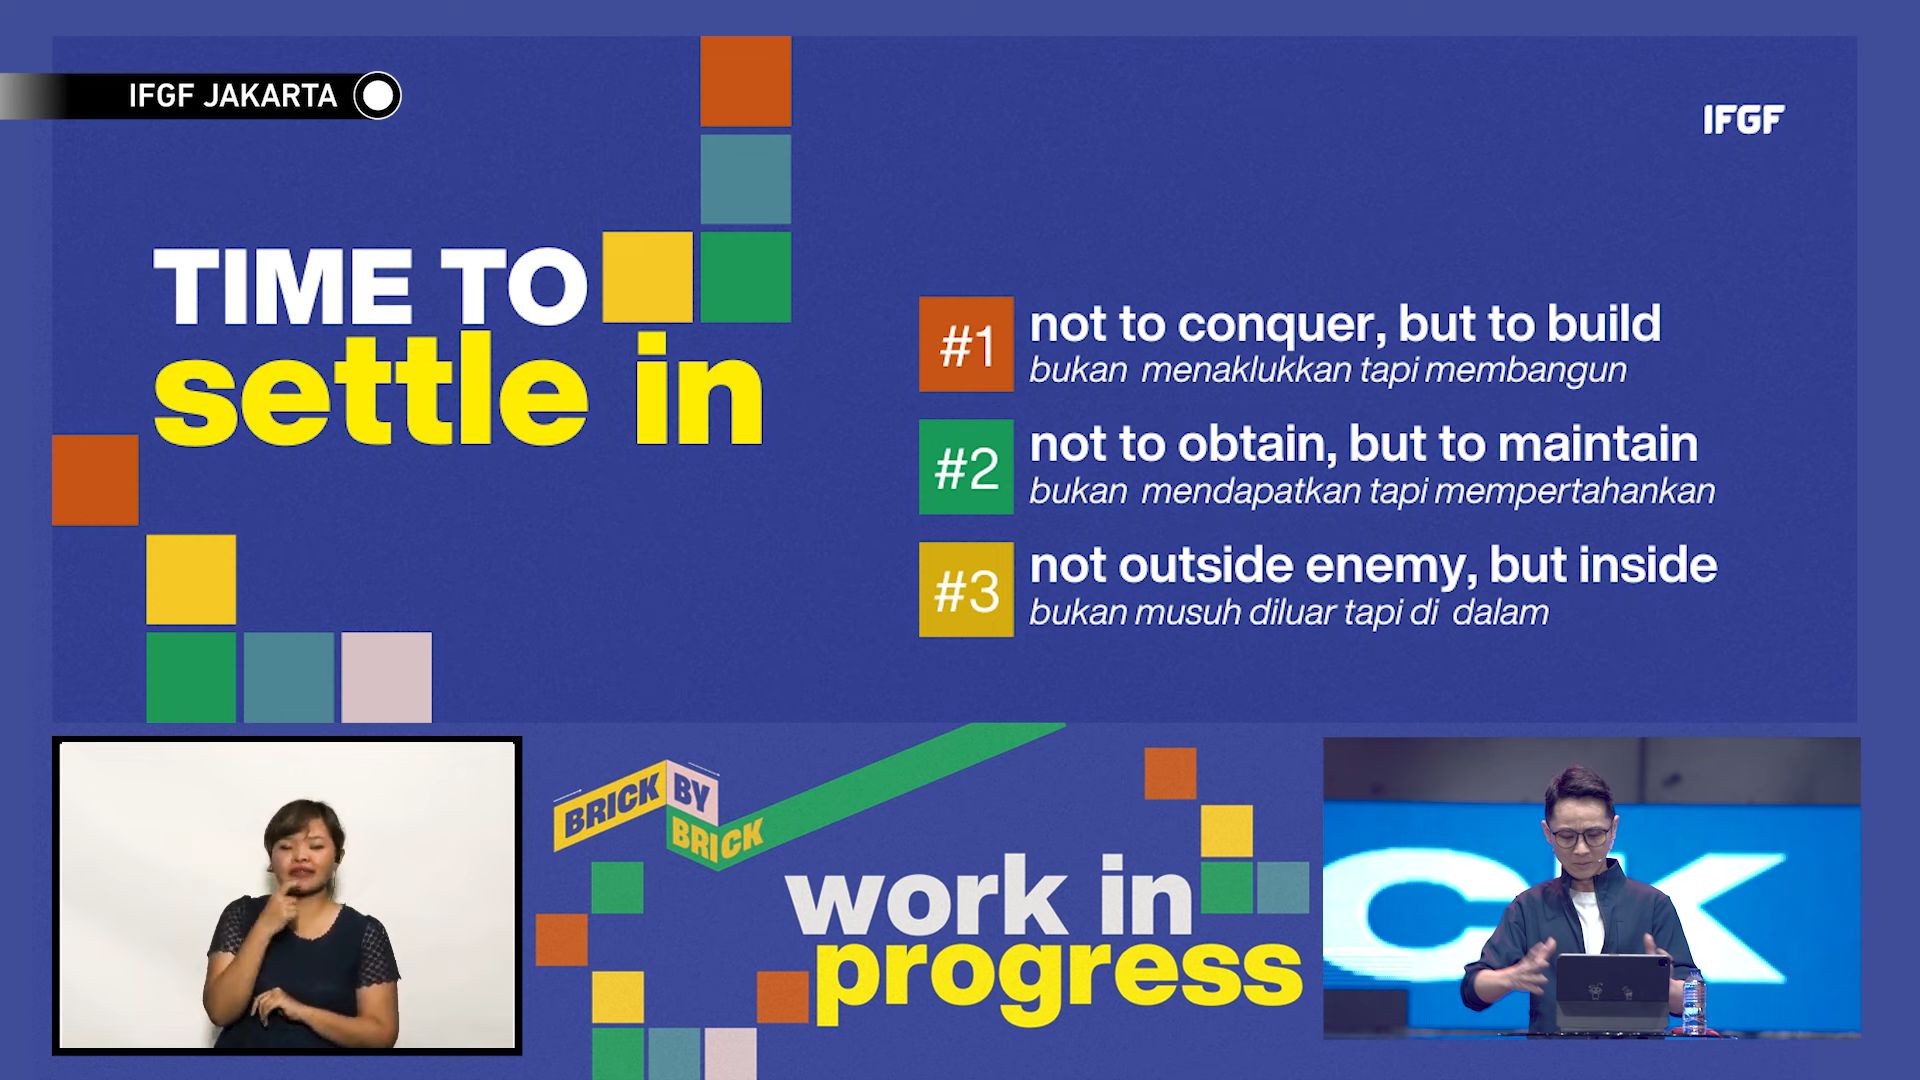 IFGF JAKARTA
IFGF
TIME TO
settle in
#1
not to conquer, but to build
bukan menaklukkan tapi membangun
#2
not to obtain, but to maintain
bukan mendapatkan tapi mempertahankan
#3
not outside enemy, but inside
bukan musuh diluar tapi di dalam
BRICK BY
BRICK
work in
progress
CK